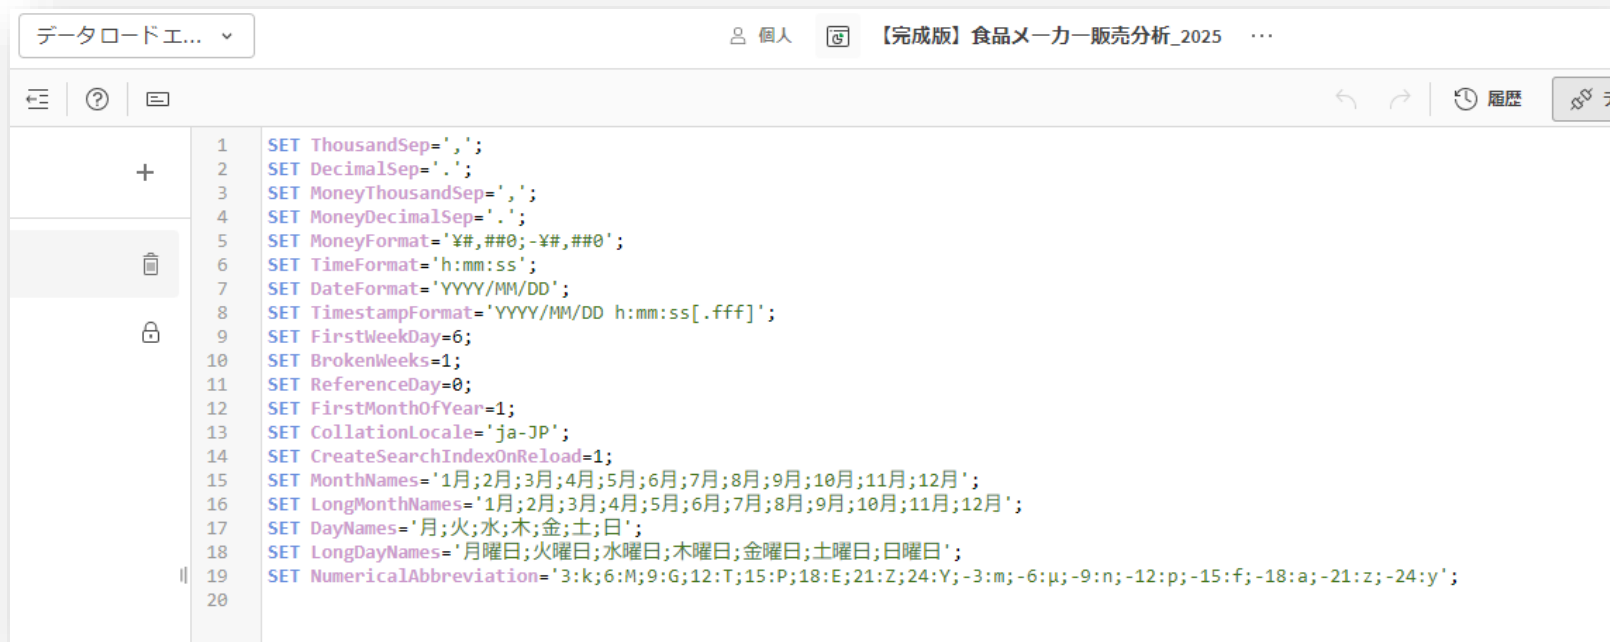 データロードエ...
個人
【完成版】食品メーカー販売分析_2025 ...
履歴
1 SET ThousandSep=',';
2 SET DecimalSep='.';
3 SET MoneyThousandSep=',';
4 SET MoneyDecimalSep='.';
5 SET MoneyFormat='¥#,##0;-¥#,##0';
6 SET TimeFormat='h:mm:ss';
7 SET DateFormat='YYYY/MM/DD';
8 SET TimestampFormat='YYYY/MM/DD h:mm:ss[.fff]';
9 SET FirstWeekDay=6;
10 SET BrokenWeeks=1;
11 SET ReferenceDay=0;
12 SET FirstMonthOfYear=1;
13 SET CollationLocale='ja-JP';
14 SET CreateSearchIndexOnReload=1;
15 SET MonthNames='1月;2月;3月;4月;5月;6月;7月;8月;9月;10月;11月;12月';
16 SET LongMonthNames='1月;2月;3月;4月;5月;6月;7月;8月;9月;10月;11月;12月';
17 SET DayNames='月;火;水;木;金;土;日';
18 SET LongDayNames='月曜日;火曜日;水曜日;木曜日;金曜日;土曜日;日曜日';
19 SET NumericalAbbreviation='3:k;6:M;9:G;12:T;15:P;18:E;21:Z;24:Y;-3:m;-6:μ;-9:n;-12:p;-15:f;-18:a;-21:z;-24:y';
20